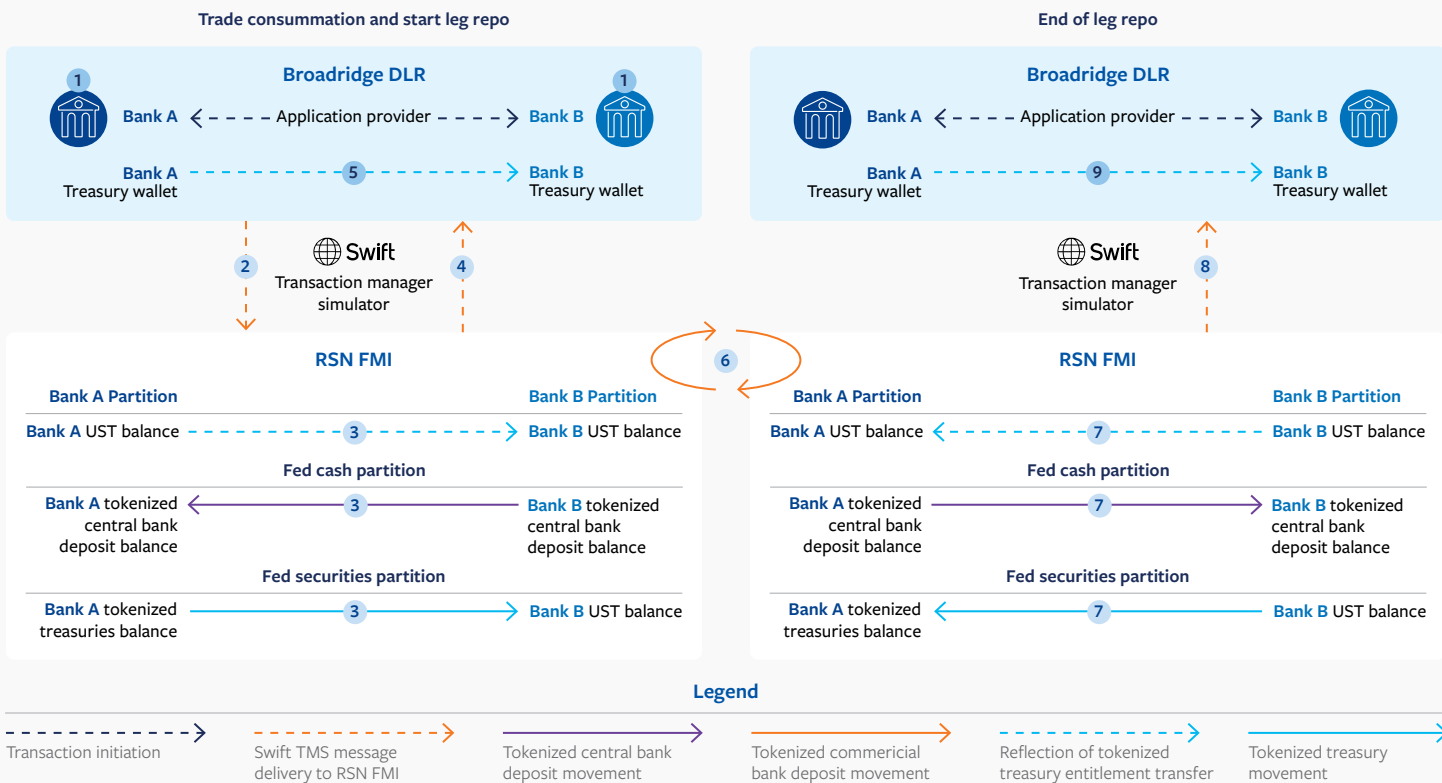 Trade consummation and start leg repo
Broadridge DLR
1
1
Bank A
Application provider
Bank B
Bank A
Treasury wallet
5
Bank B
Treasury wallet
2
Swift
Transaction manager
simulator
4
RSN FMI
Bank A Partition
Bank B Partition
Bank A UST balance
3
Bank B UST balance
Fed cash partition
Bank A tokenized
central bank
deposit balance
3
Bank B tokenized
central bank
deposit balance
Fed securities partition
Bank A tokenized
treasuries balance
3
Bank B UST balance
6
End of leg repo
Broadridge DLR
Bank A
Application provider
Bank B
Bank A
Treasury wallet
9
Bank B
Treasury wallet
Swift
Transaction manager
simulator
8
RSN FMI
Bank A Partition
Bank B Partition
Bank A UST balance
7
Bank B UST balance
Fed cash partition
Bank A tokenized
central bank
deposit balance
7
Bank B tokenized
central bank
deposit balance
Fed securities partition
Bank A tokenized
treasuries balance
7
Bank B UST balance
Legend
Transaction initiation
Swift TMS message
delivery to RSN FMI
Tokenized central bank
deposit movement
Tokenized commericial
bank deposit movement
Reflection of tokenized
treasury entitlement transfer
Tokenized treasury
movement